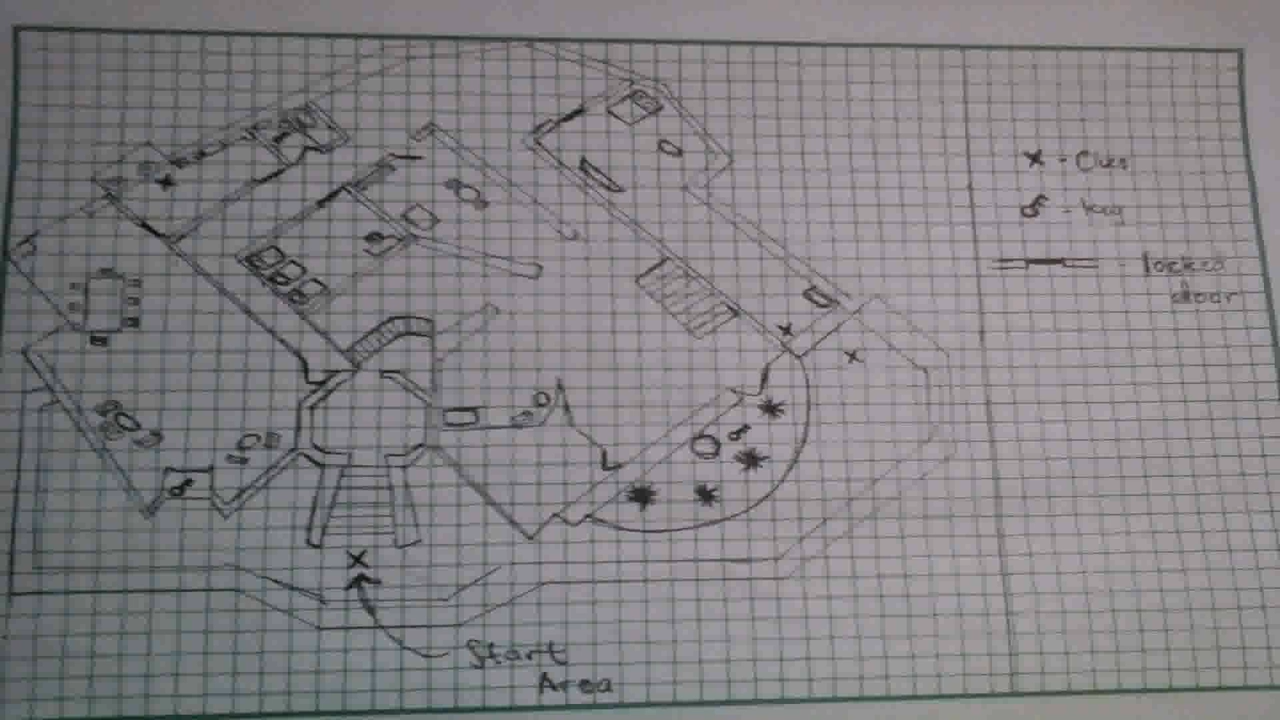 x - Clue
- key
- locked
door
x
Start
Area